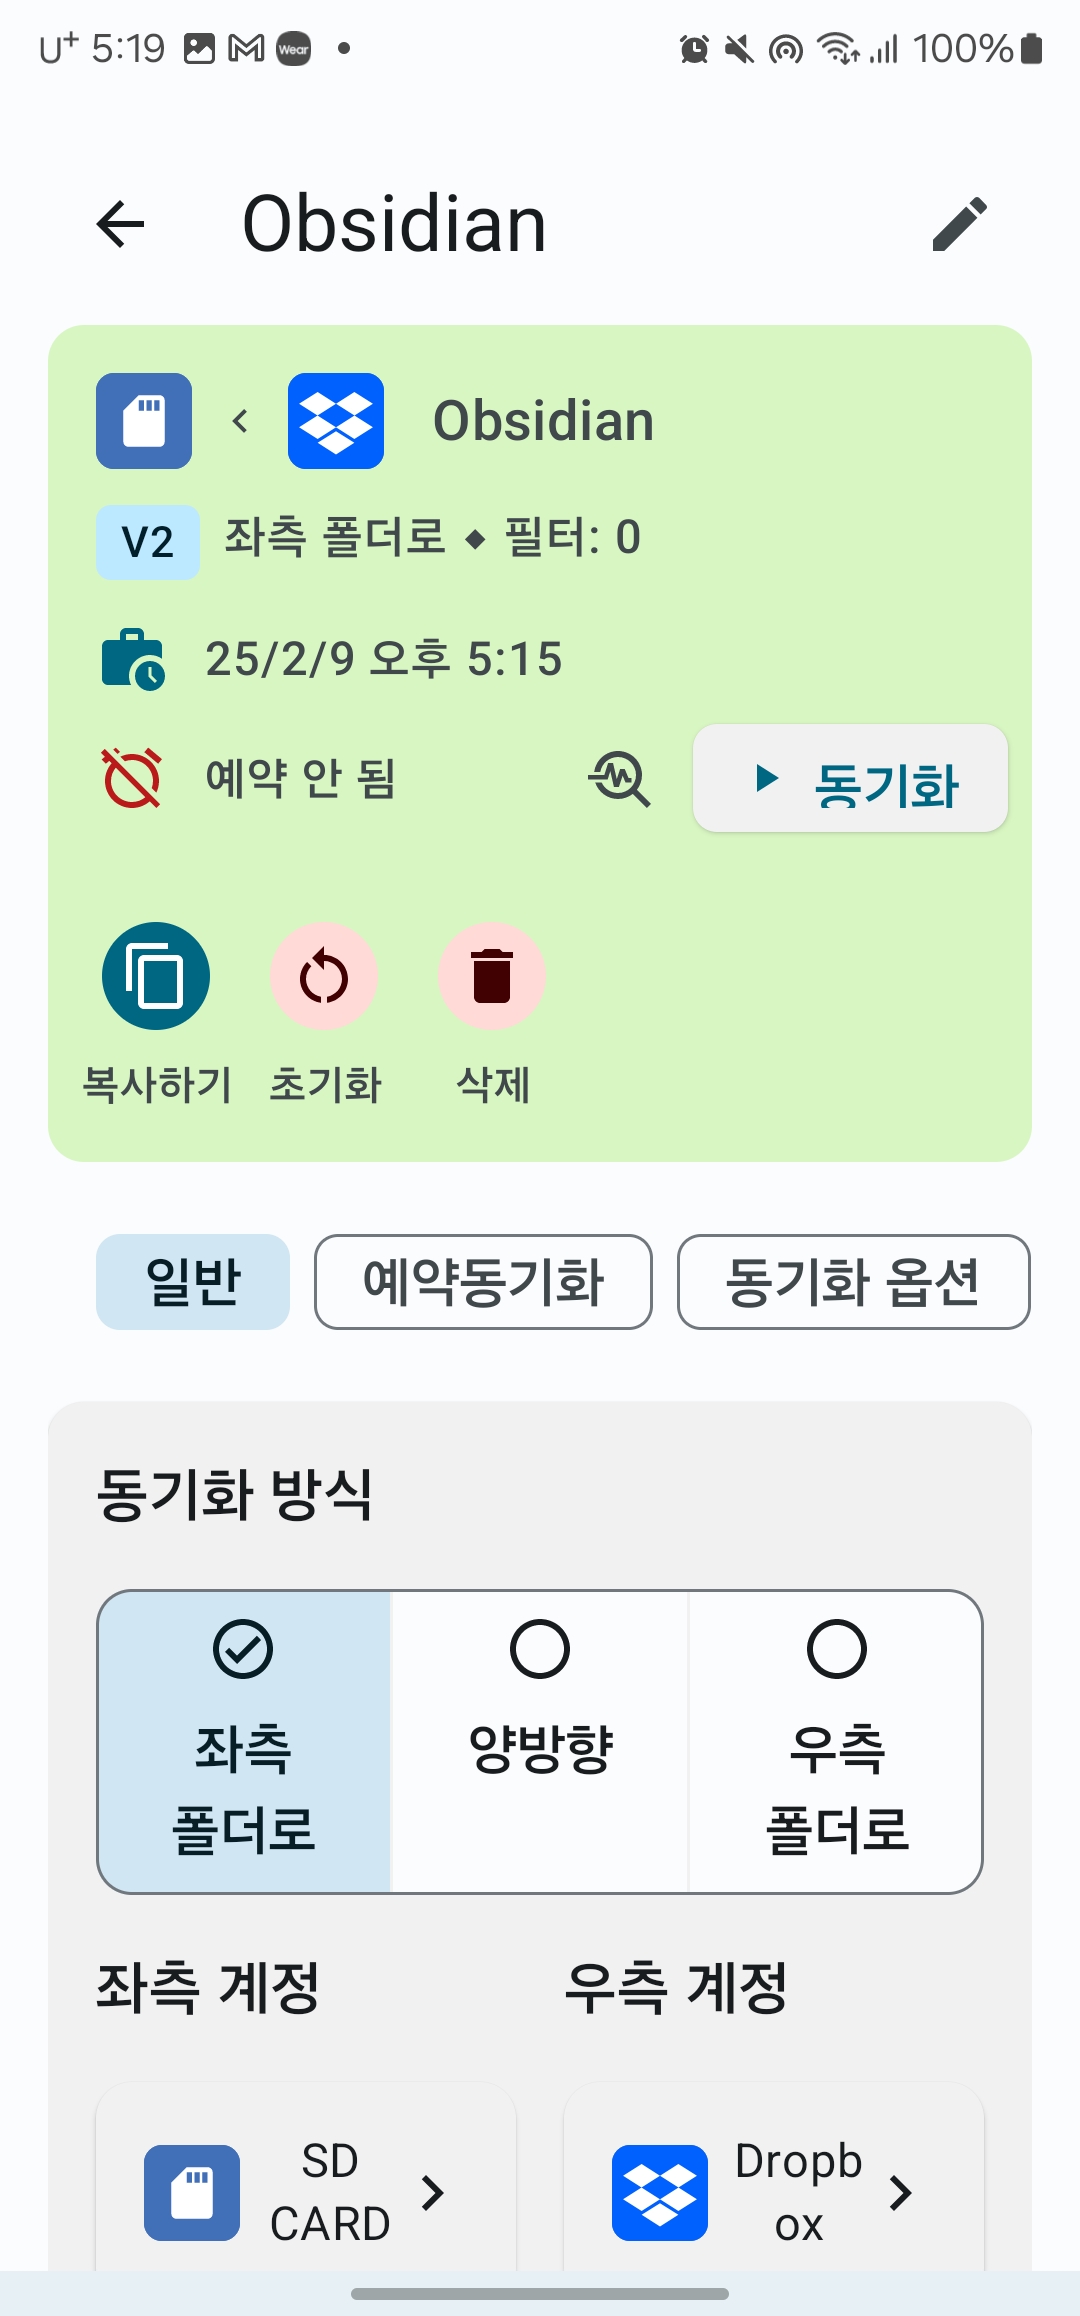 U+ 5:19 Wear 100%
Obsidian
Obsidian
V2 좌측 폴더로 ◆ 필터: 0
25/2/9 오후 5:15
예약 안 됨 동기화
복사하기 초기화 삭제
일반 예약동기화 동기화 옵션
동기화 방식
좌측 양방향 우측
폴더로 폴더로
좌측 계정 우측 계정
SD Dropb
CARD ox